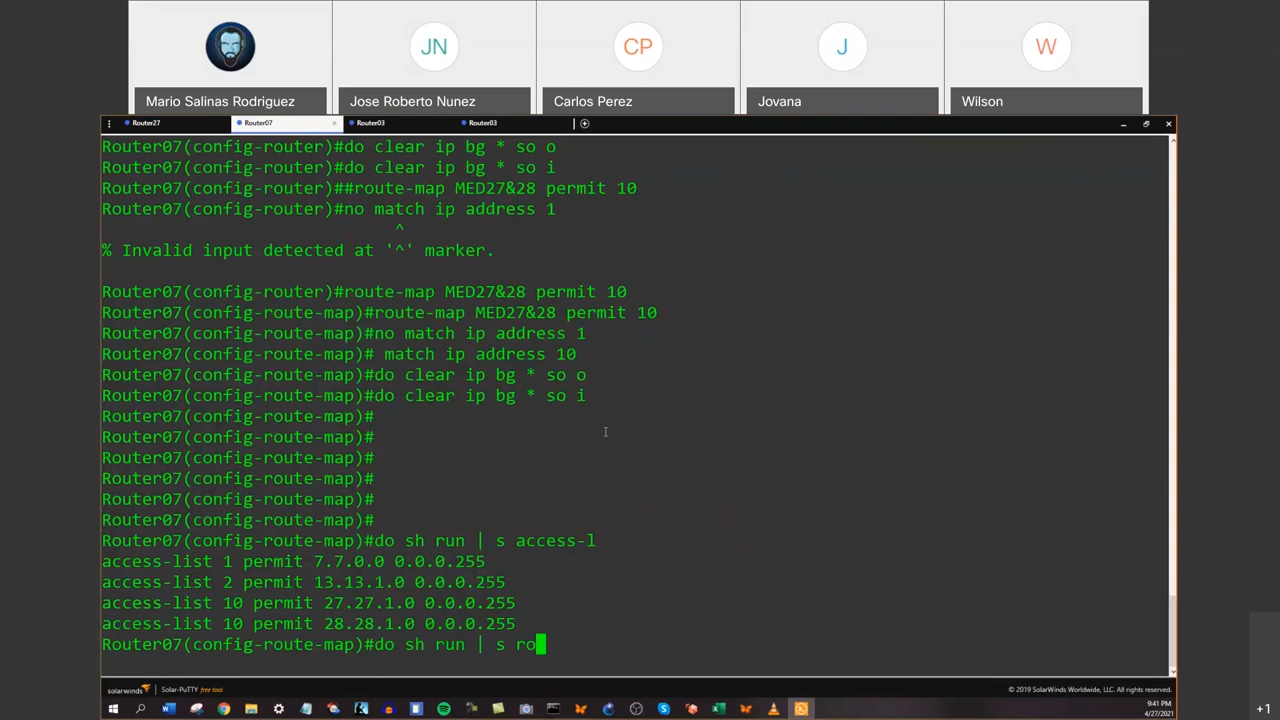 JN
CP
J
W
Mario Salinas Rodriguez
Jose Roberto Nunez
Carlos Perez
Jovana
Wilson
Router27
Router07
Router03
Router03
Router07(config-router)#do clear ip bg * so o
Router07(config-router)#do clear ip bg * so i
Router07(config-router)##route-map MED27&28 permit 10
Router07(config-router)#no match ip address 1
^
% Invalid input detected at '^' marker.
Router07(config-router)#route-map MED27&28 permit 10
Router07(config-route-map)#route-map MED27&28 permit 10
Router07(config-route-map)#no match ip address 1
Router07(config-route-map)# match ip address 10
Router07(config-route-map)#do clear ip bg * so o
Router07(config-route-map)#do clear ip bg * so i
Router07(config-route-map)#
Router07(config-route-map)#
Router07(config-route-map)#
Router07(config-route-map)#
Router07(config-route-map)#
Router07(config-route-map)#
Router07(config-route-map)#do sh run | s access-l
access-list 1 permit 7.7.0.0 0.0.0.255
access-list 2 permit 13.13.1.0 0.0.0.255
access-list 10 permit 27.27.1.0 0.0.0.255
access-list 10 permit 28.28.1.0 0.0.0.255
Router07(config-route-map)#do sh run | s ro
solarwinds Solar-PuTTY free tool
© 2019 SolarWinds Worldwide, LLC. All rights reserved.
9:41 PM
4/27/2021
+1